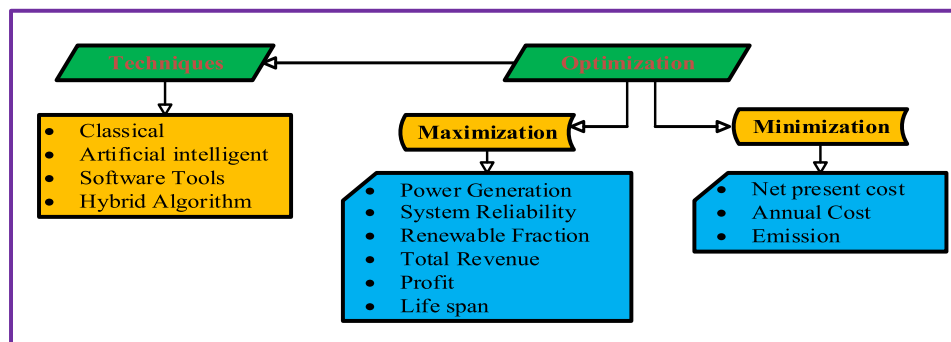 Techniques
Optimization
• Classical
• Artificial intelligent
• Software Tools
• Hybrid Algorithm
Maximization
• Power Generation
• System Reliability
• Renewable Fraction
• Total Revenue
• Profit
• Life span
Minimization
• Net present cost
• Annual Cost
• Emission